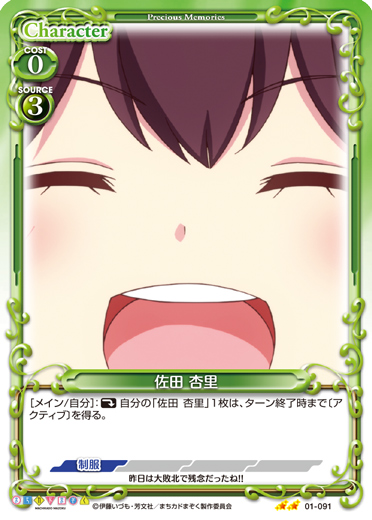 Precious Memories
Character
COST
0
SOURCE
3
佐田 杏里
[メイン/自分]: 自分の「佐田 杏里」1枚は、ターン終了時まで〔ア
クティブ〕を得る。
制服
昨日は大敗北で残念だったね!!
©伊藤いづも・芳文社/まちカドまぞく製作委員会
01-091